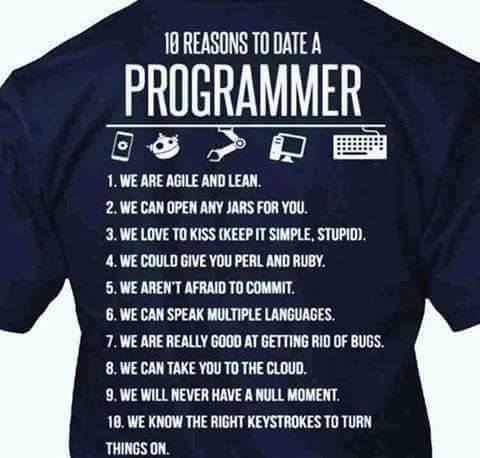 10 REASONS TO DATE A
PROGRAMMER
1. WE ARE AGILE AND LEAN.
2. WE CAN OPEN ANY JARS FOR YOU.
3. WE LOVE TO KISS (KEEP IT SIMPLE, STUPID).
4. WE COULD GIVE YOU PERL AND RUBY.
5. WE AREN'T AFRAID TO COMMIT.
6. WE CAN SPEAK MULTIPLE LANGUAGES.
7. WE ARE REALLY GOOD AT GETTING RID OF BUGS.
8. WE CAN TAKE YOU TO THE CLOUD.
9. WE WILL NEVER HAVE A NULL MOMENT.
10. WE KNOW THE RIGHT KEYSTROKES TO TURN
THINGS ON.